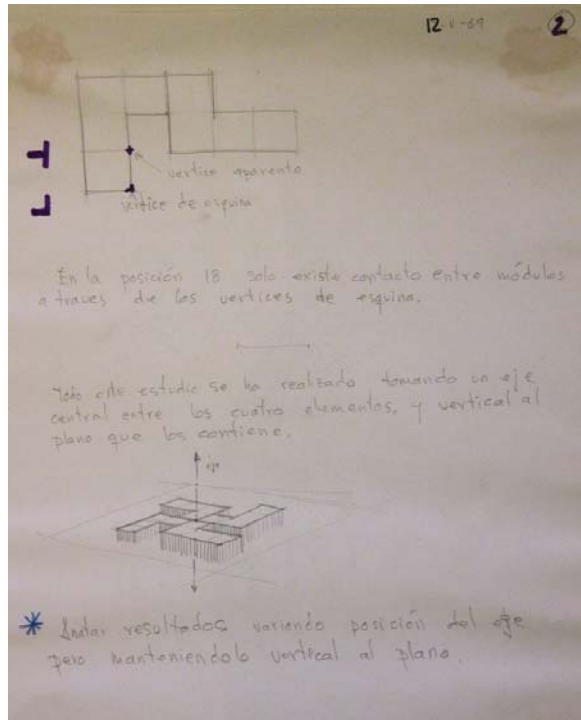 12-V-69
2
vertice aparente
vértice de esquina
En la posición 18 solo existe contacto entre módulos
a traves de los vertices de esquina.
Todo este estudio se ha realizado tomando un eje
central entre los cuatro elementos, y vertical al
plano que los contiene.
eje
* Anotar resultados variendo posición del eje
pero manteniendolo vertical al plano.